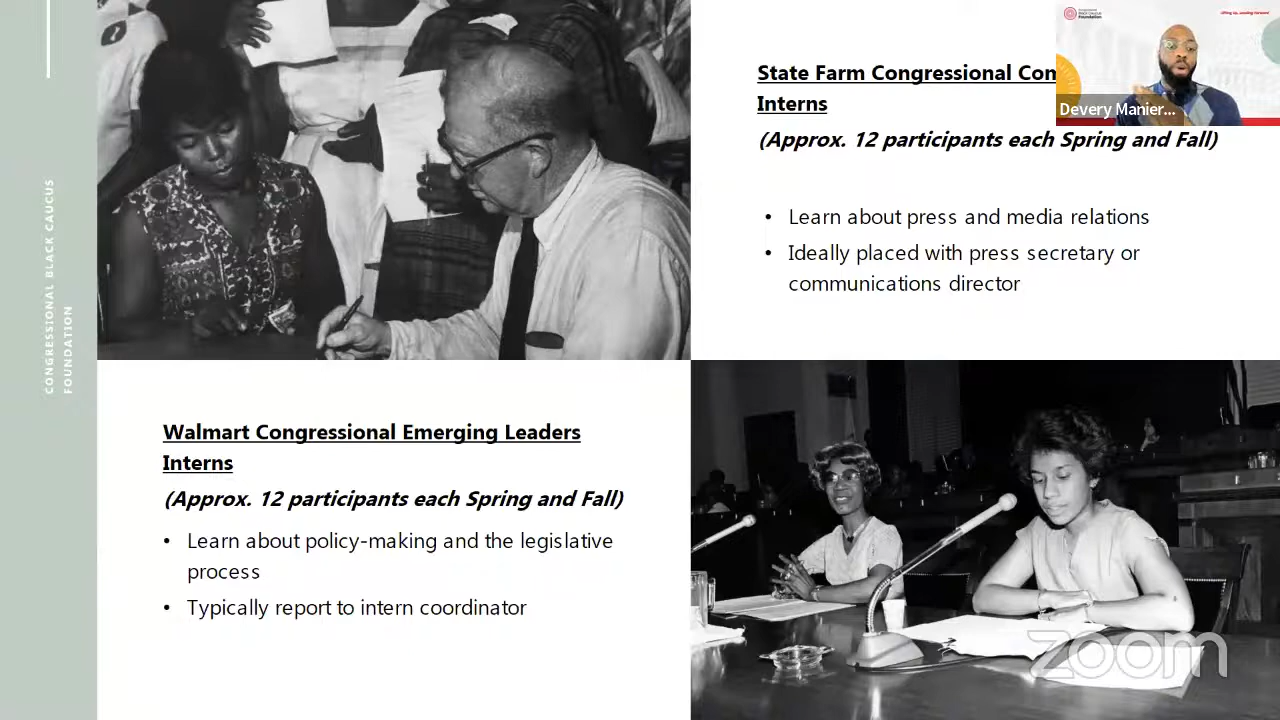 CONGRESSIONAL BLACK CAUCUS
FOUNDATION
State Farm Congressional
Interns
(Approx. 12 participants each Spring and Fall)
• Learn about press and media relations
• Ideally placed with press secretary or
communications director
Foundation
Devery Manier...
Walmart Congressional Emerging Leaders
Interns
(Approx. 12 participants each Spring and Fall)
• Learn about policy-making and the legislative
process
• Typically report to intern coordinator
zoom